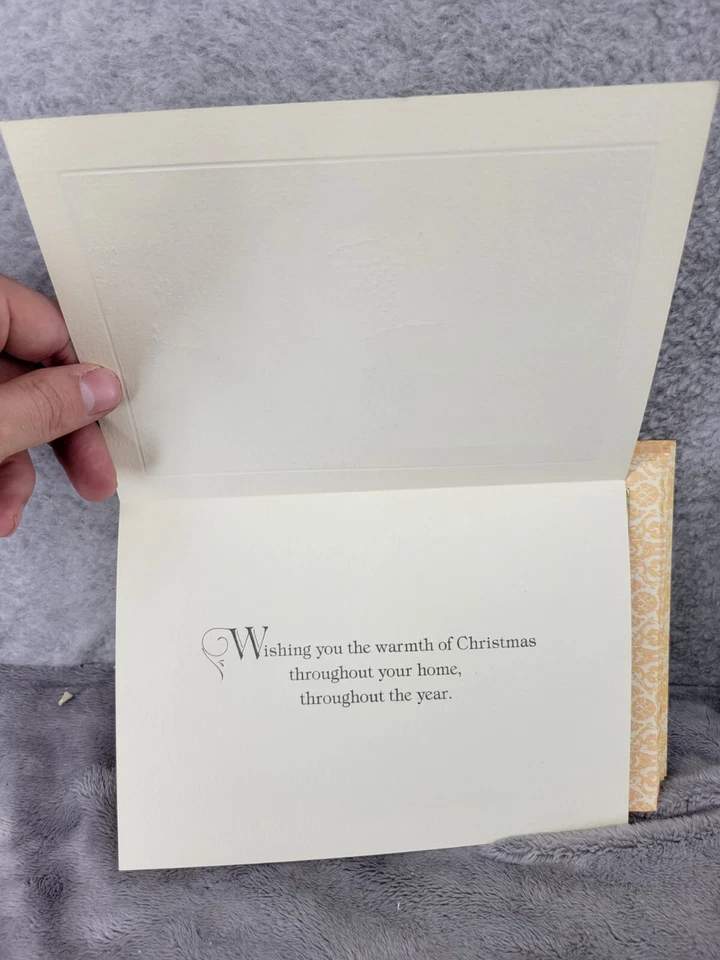 Wishing you the warmth of Christmas
throughout your home,
throughout the year.